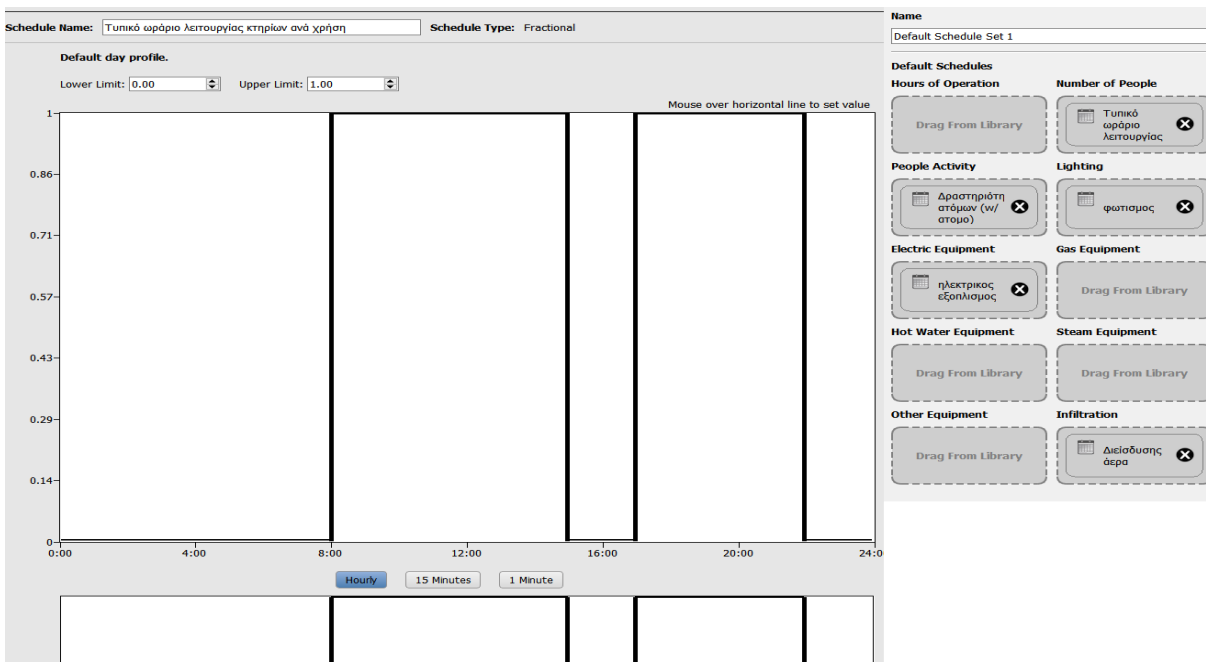 Schedule Name: Τυπικό ωράριο λειτουργίας κτηρίων ανά χρήση Schedule Type: Fractional
Default day profile.
Lower Limit: 0.00 Upper Limit: 1.00
Mouse over horizontal line to set value
1
0.86
0.71
0.57
0.43
0.29
0.14
0
0:00 4:00 8:00 12:00 16:00 20:00 24:0
Hourly 15 Minutes 1 Minute
Name
Default Schedule Set 1
Default Schedules
Hours of Operation Number of People
Drag From Library
Τυπικό
ωράριο
λειτουργίας
People Activity Lighting
Δραστηριότη
ατόμων (w/
ατομο)
φωτισμος
Electric Equipment Gas Equipment
ηλεκτρικος
εξοπλισμος
Drag From Library
Hot Water Equipment Steam Equipment
Drag From Library Drag From Library
Other Equipment Infiltration
Drag From Library
Διείσδυσης
άερα